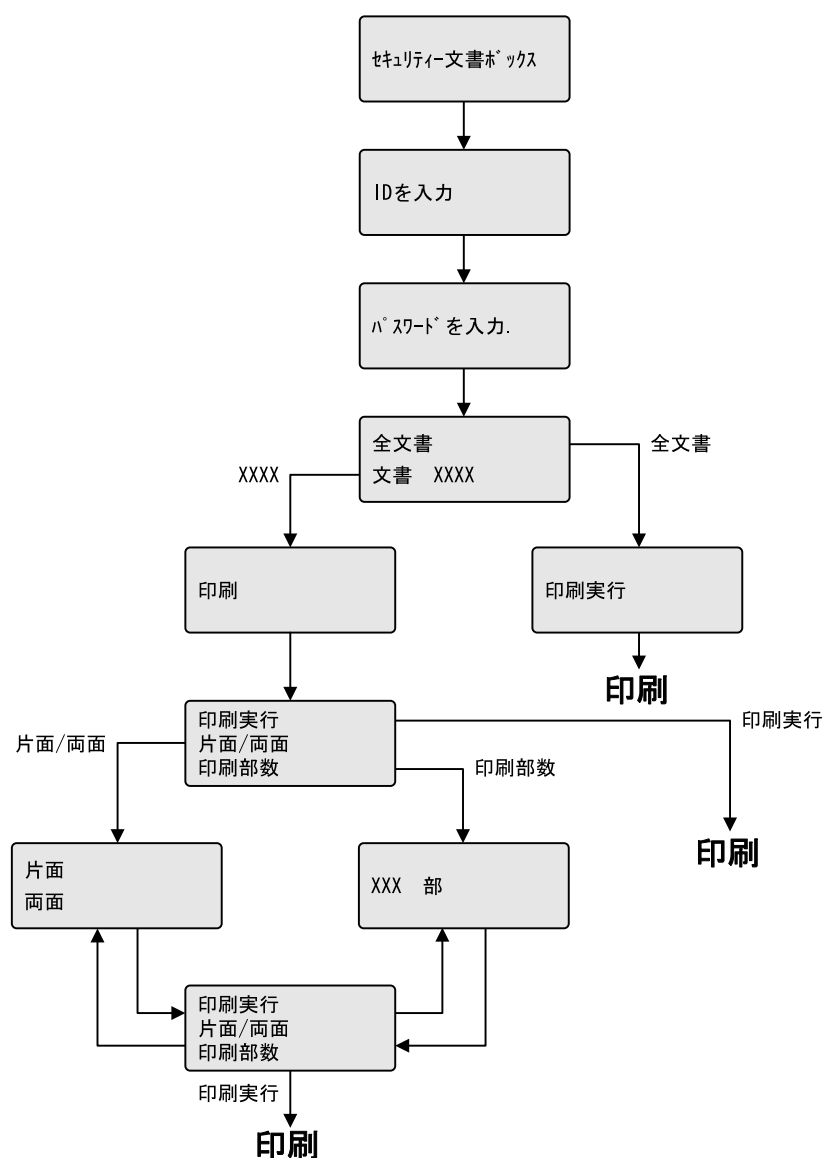 ｾｷｭﾘﾃｨｰ文書ﾎﾞｯｸｽ
IDを入力
ﾊﾟｽﾜｰﾄﾞを入力.
全文書
文書　XXXX
XXXX
全文書
印刷
印刷実行
印刷
印刷実行
片面/両面
印刷部数
片面/両面
印刷部数
印刷実行
印刷
片面
両面
XXX　部
印刷実行
片面/両面
印刷部数
印刷実行
印刷